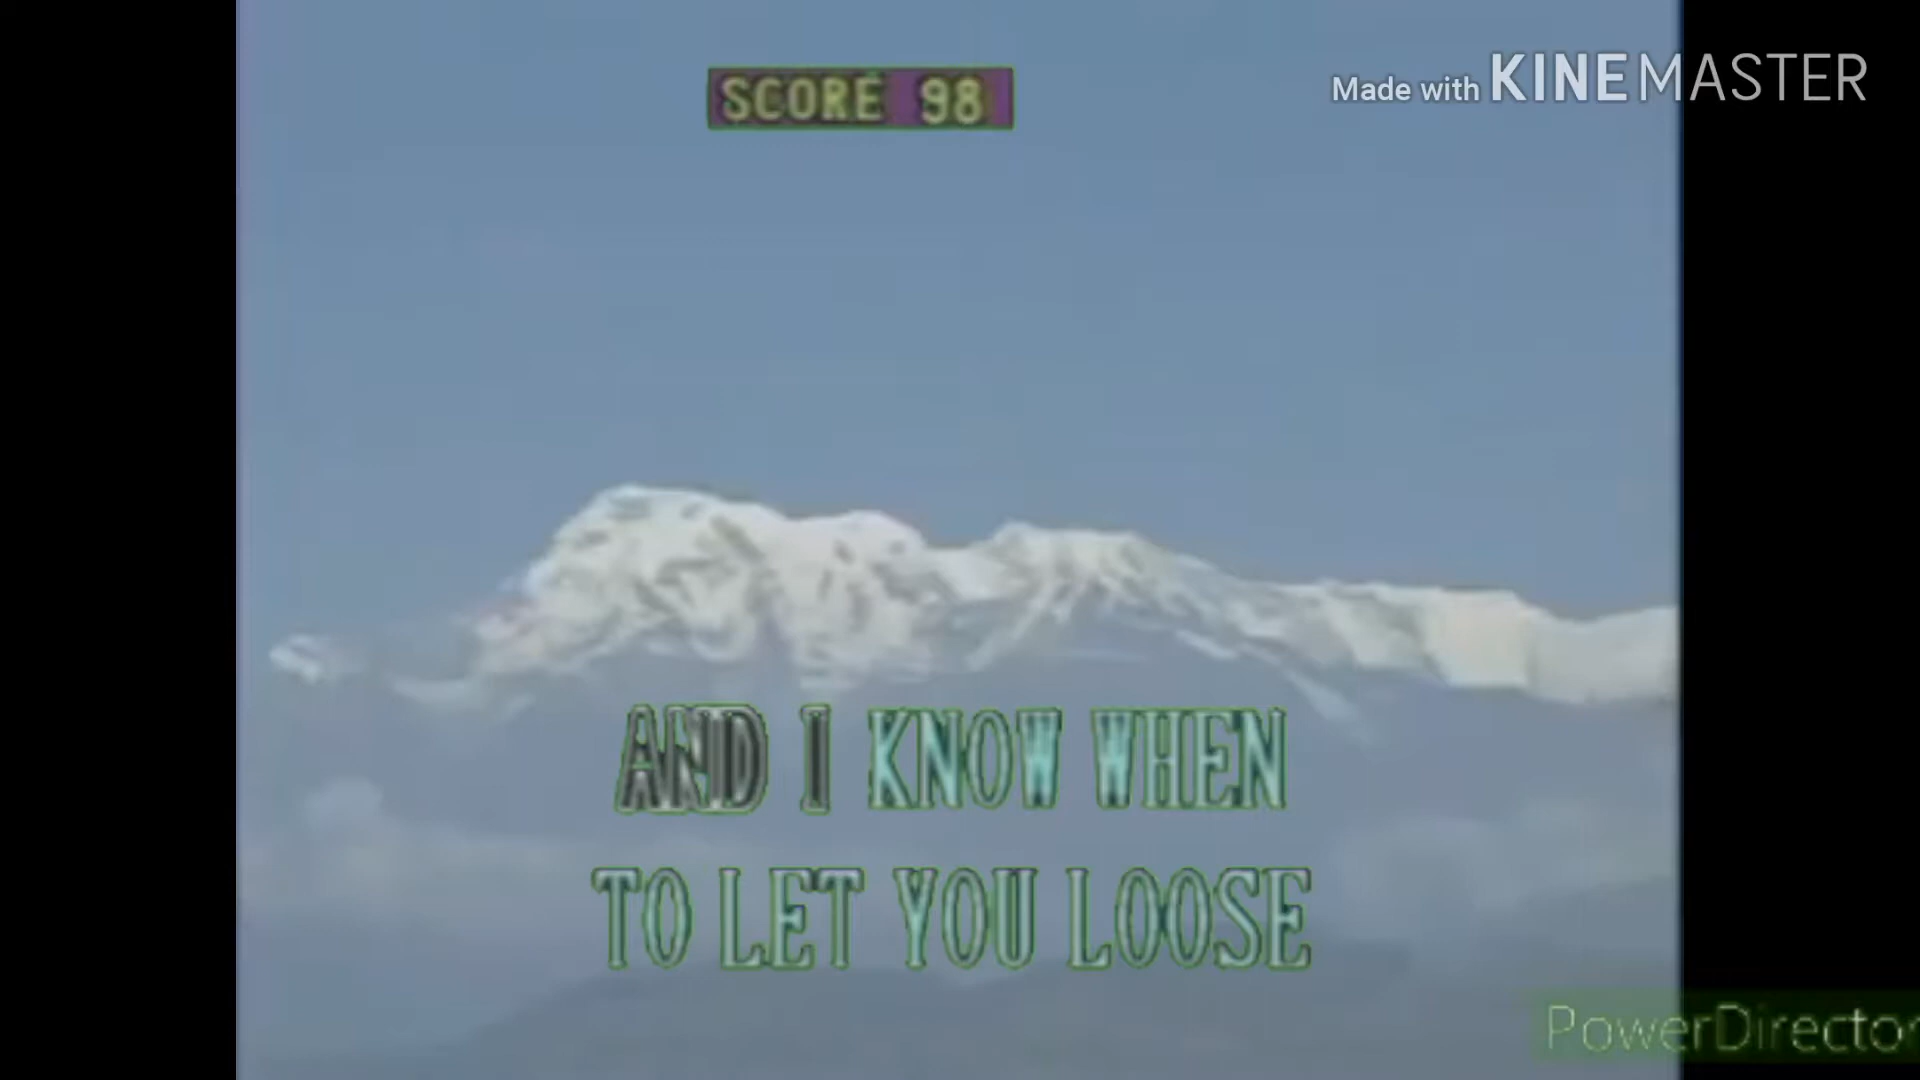 SCORE 98
Made with KINEMASTER
AND I KNOW WHEN
TO LET YOU LOOSE
PowerDirector